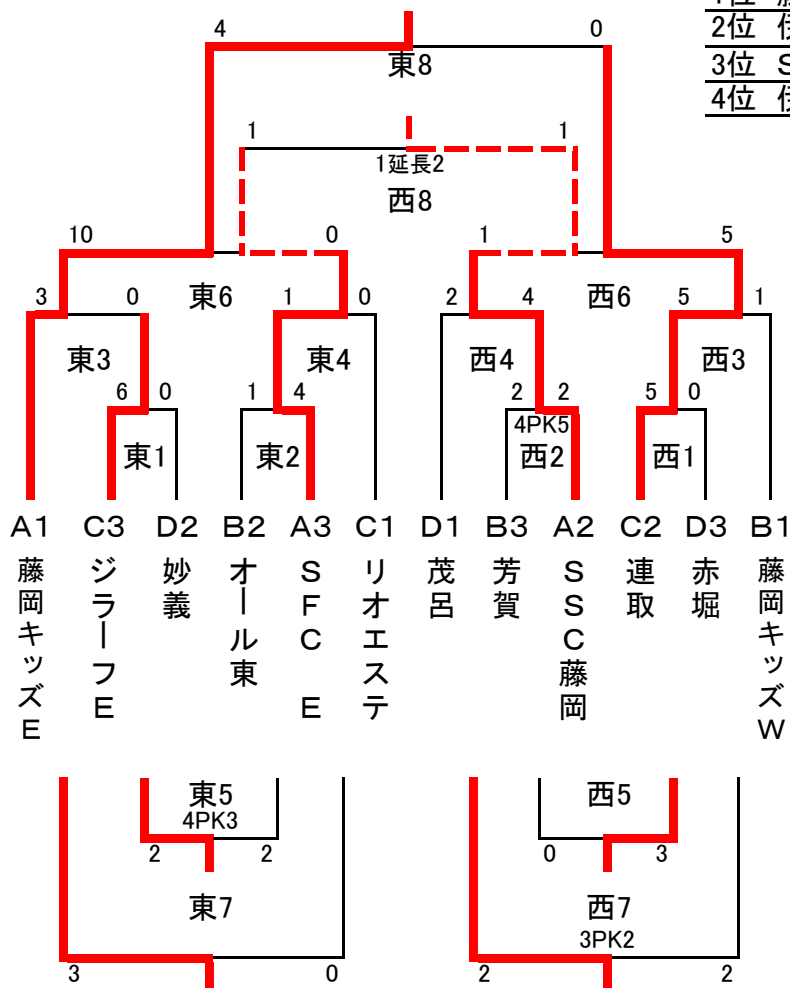 1位
2位 伊
3位 S
4位 伊
4 0
東8
1 1
1延長2
西8
10 0 1 5
東6 西6
3 0 1 0 2 4 5 1
東3 東4 西4 西3
6 0 1 4 2 2 5 0
4PK5
東1 東2 西2 西1
A1 C3 D2 B2 A3 C1 D1 B3 A2 C2 D3 B1
藤岡キッズE
ジラーフE
妙義
オール東
SFC E
リオエステ
茂呂
芳賀
SSC藤岡
連取
赤堀
藤岡キッズW
東5 西5
4PK3
2 2 0 3
東7 西7
3PK2
3 0 2 2